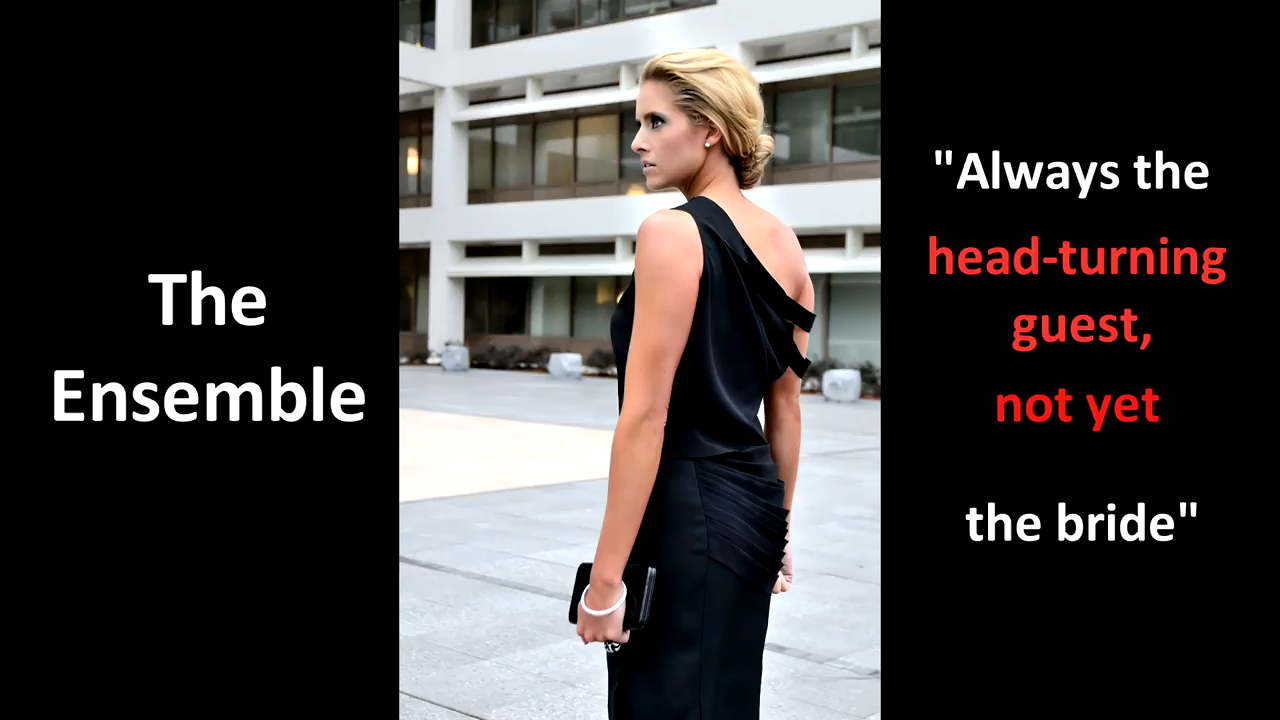 The
Ensemble
"Always the
head-turning
guest,
not yet
the bride"